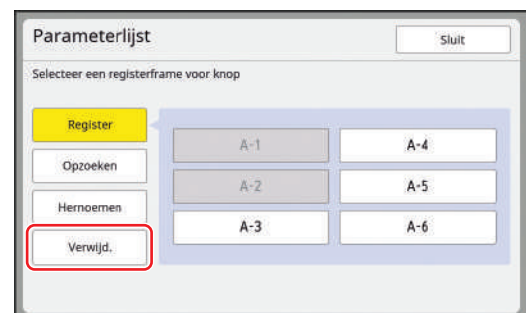 Parameterlijst
Sluit
Selecteer een registerframe voor knop
Register
Opzoeken
Hernoemen
Verwijd.
A-1
A-4
A-2
A-5
A-3
A-6